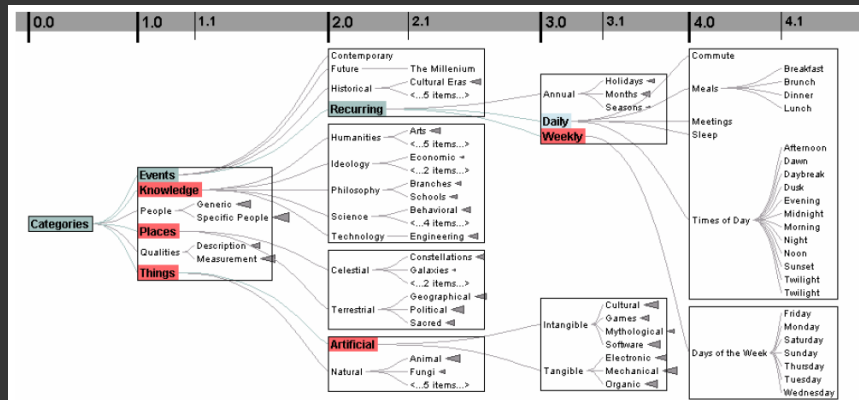 0.0
1.0
1.1
2.0
2.1
3.0
3.1
4.0
4.1
Categories
Events
Knowledge
People
Generic
Specific People
Places
Qualities
Description
Measurement
Things
Contemporary
Future
The Millenium
Historical
Cultural Eras
<...5 items...>
Recurring
Humanities
Arts
<...5 items...>
Ideology
Economic
<...2 items...>
Philosophy
Branches
Schools
Science
Behavioral
<...4 items...>
Technology
Engineering
Celestial
Constellations
Galaxies
<...2 items...>
Terrestrial
Geographical
Political
Sacred
Artificial
Natural
Animal
Fungi
<...5 items...>
Annual
Holidays
Months
Seasons
Daily
Weekly
Intangible
Cultural
Games
Mythological
Software
Tangible
Electronic
Mechanical
Organic
Commute
Meals
Breakfast
Brunch
Dinner
Lunch
Meetings
Sleep
Times of Day
Afternoon
Dawn
Daybreak
Dusk
Evening
Midnight
Morning
Night
Noon
Sunset
Twilight
Twilight
Days of the Week
Friday
Monday
Saturday
Sunday
Thursday
Tuesday
Wednesday